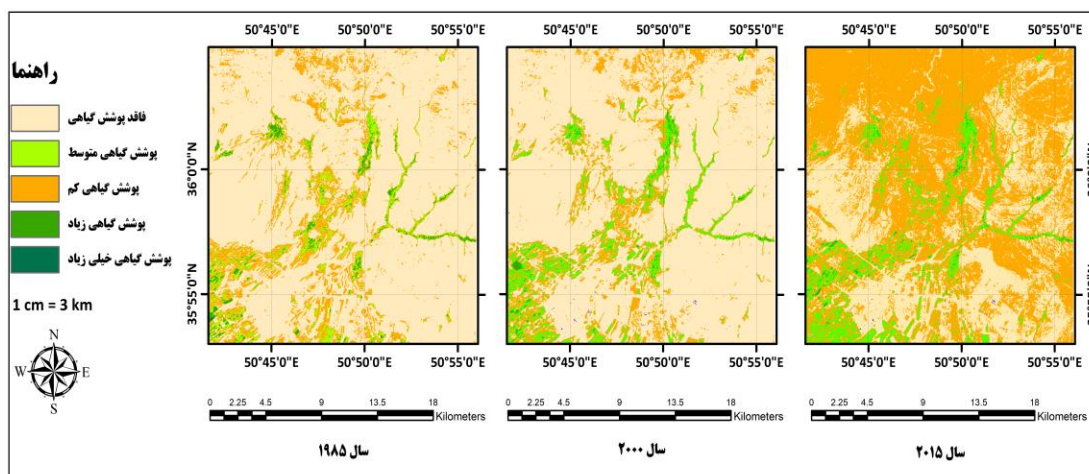 راهنما
فاقد پوشش گیاهی
پوشش گیاهی متوسط
پوشش گیاهی کم
پوشش گیاهی زیاد
پوشش گیاهی خیلی زیاد
1 cm = 3 km
N
W E
S
50°45'0"E 50°50'0"E 50°55'0"E
36°0'0"N
35°55'0"N
50°45'0"E 50°50'0"E 50°55'0"E
0 2.25 4.5 9 13.5 18
Kilometers
سال ۱۹۸۵
50°45'0"E 50°50'0"E 50°55'0"E
50°45'0"E 50°50'0"E 50°55'0"E
0 2.25 4.5 9 13.5 18
Kilometers
سال ۲۰۰۰
50°45'0"E 50°50'0"E 50°55'0"E
50°45'0"E 50°50'0"E 50°55'0"E
0 2.25 4.5 9 13.5 18
Kilometers
سال ۲۰۱۵